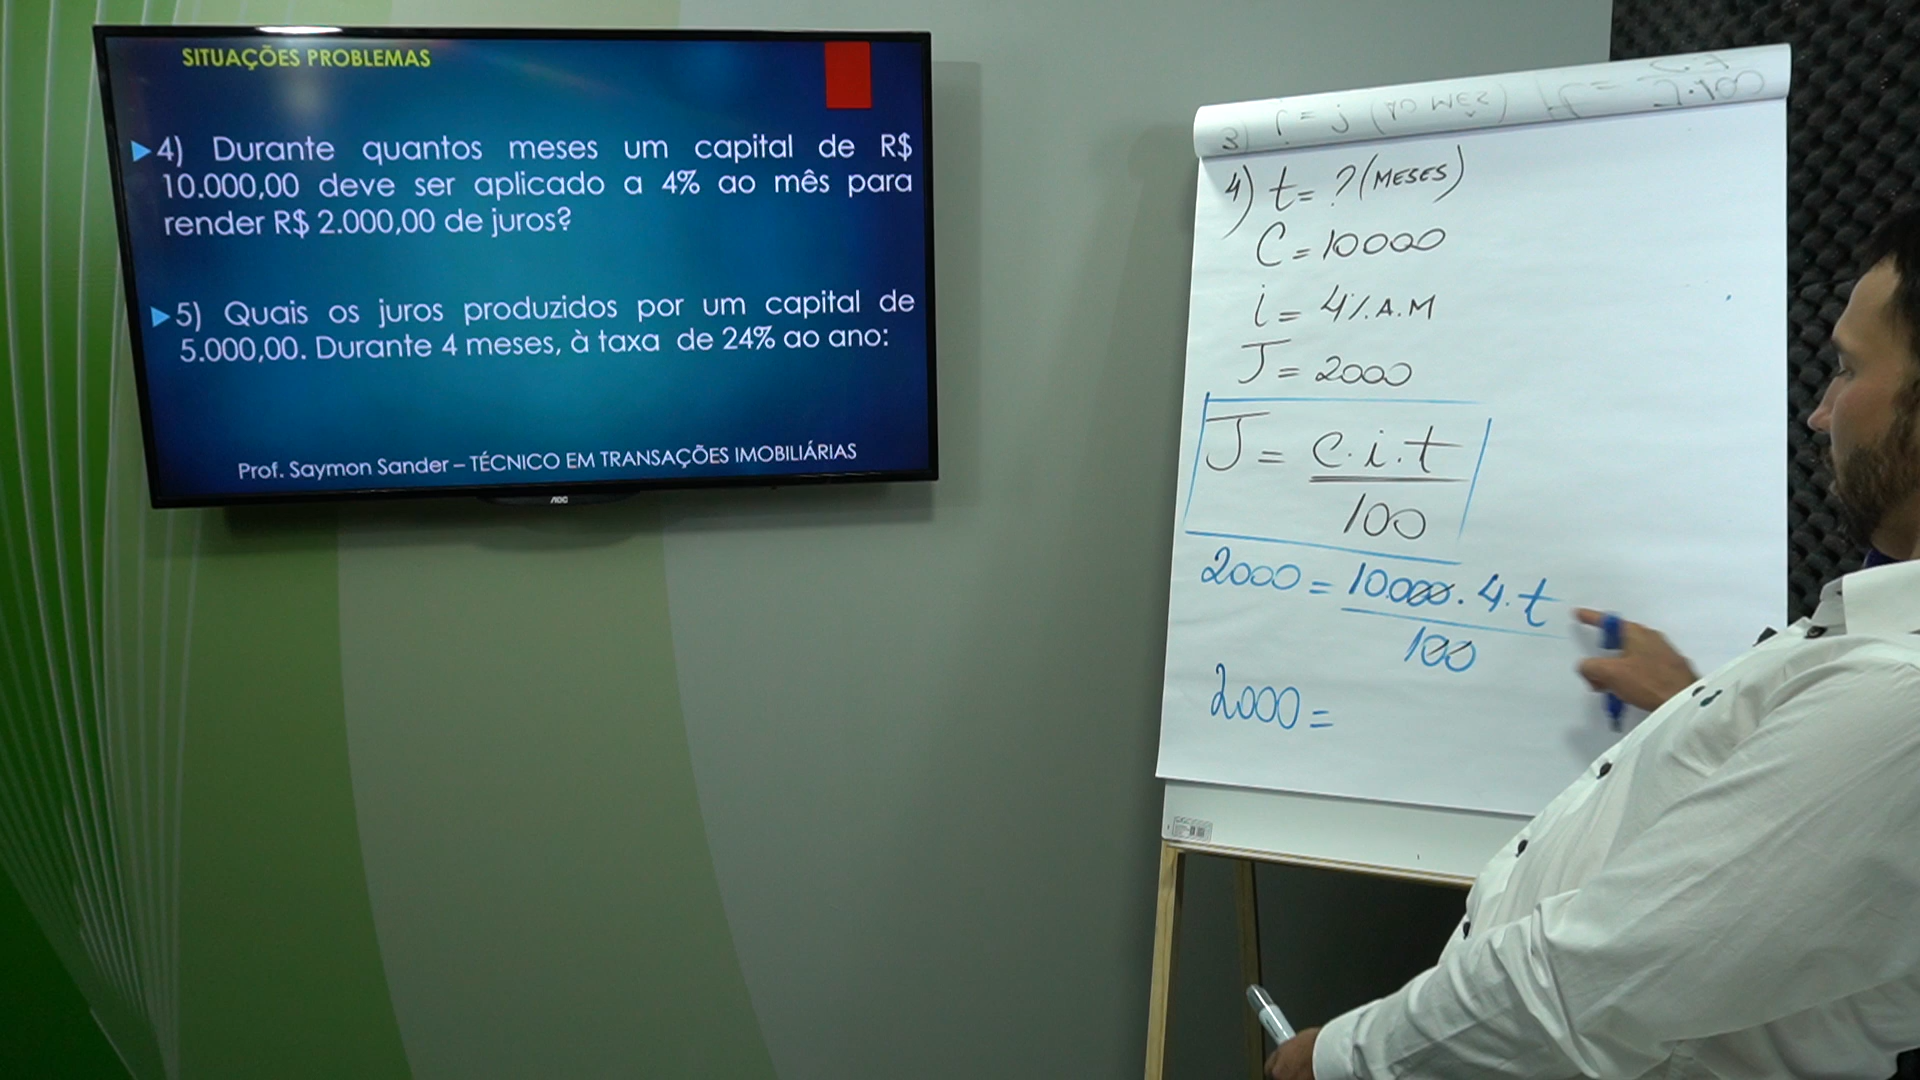 SITUAÇÕES PROBLEMAS
4) Durante quantos meses um capital de R$
10.000,00 deve ser aplicado a 4% ao mês para
render R$ 2.000,00 de juros?
5) Quais os juros produzidos por um capital de
5.000,00. Durante 4 meses, à taxa de 24% ao ano:
Prof. Saymon Sander – TÉCNICO EM TRANSAÇÕES IMOBILIÁRIAS
AOC
4) t = ? (MESES)
C = 10000
i = 4% A.M
J = 2000
J = c.i.t
100
2000 = 10.000.4.t
100
2000 =